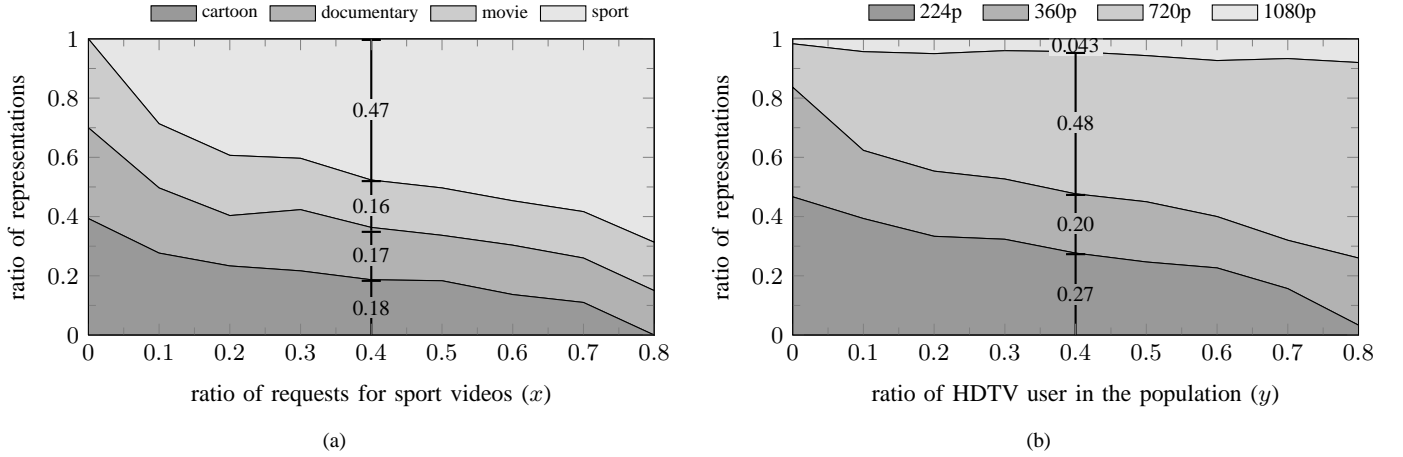 cartoon documentary movie sport
1
0.8
0.6
0.4
0.2
0
ratio of representations
0.47
0.16
0.17
0.18
0 0.1 0.2 0.3 0.4 0.5 0.6 0.7 0.8
ratio of requests for sport videos (x)
(a)
224p 360p 720p 1080p
1
0.8
0.6
0.4
0.2
0
ratio of representations
0.043
0.48
0.20
0.27
0 0.1 0.2 0.3 0.4 0.5 0.6 0.7 0.8
ratio of HDTV user in the population (y)
(b)